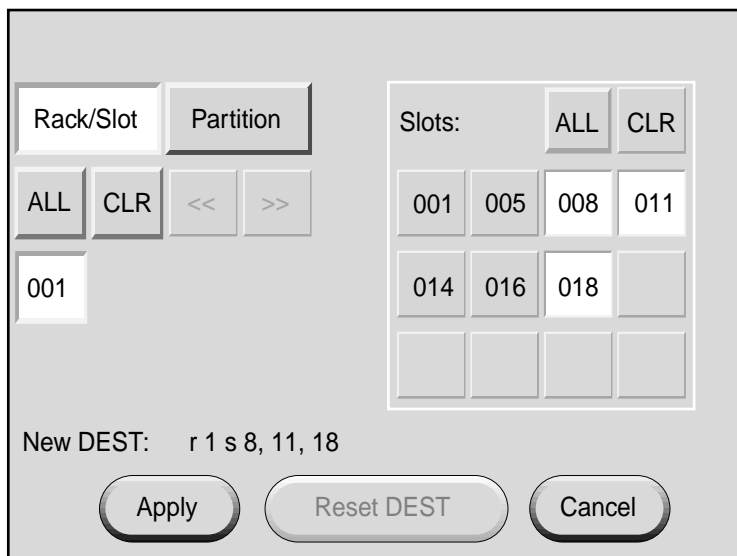 Rack/Slot Partition
ALL CLR << >>
001
Slots: ALL CLR
001 005 008 011
014 016 018
New DEST: r 1 s 8, 11, 18
Apply Reset DEST Cancel